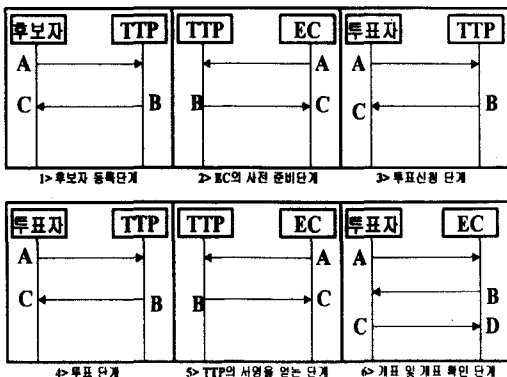 후보자 TTP TTP EC 투표자 TTP
A A A
C B B C C B
1> 후보자 등록단계 2> EC의 사전 준비단계 3> 투표신청 단계
투표자 TTP TTP EC 투표자 EC
A A A
C B B C B
C D
4> 투표 단계 5> TTP의 서명을 얻는 단계 6> 개표 및 개표 확인 단계